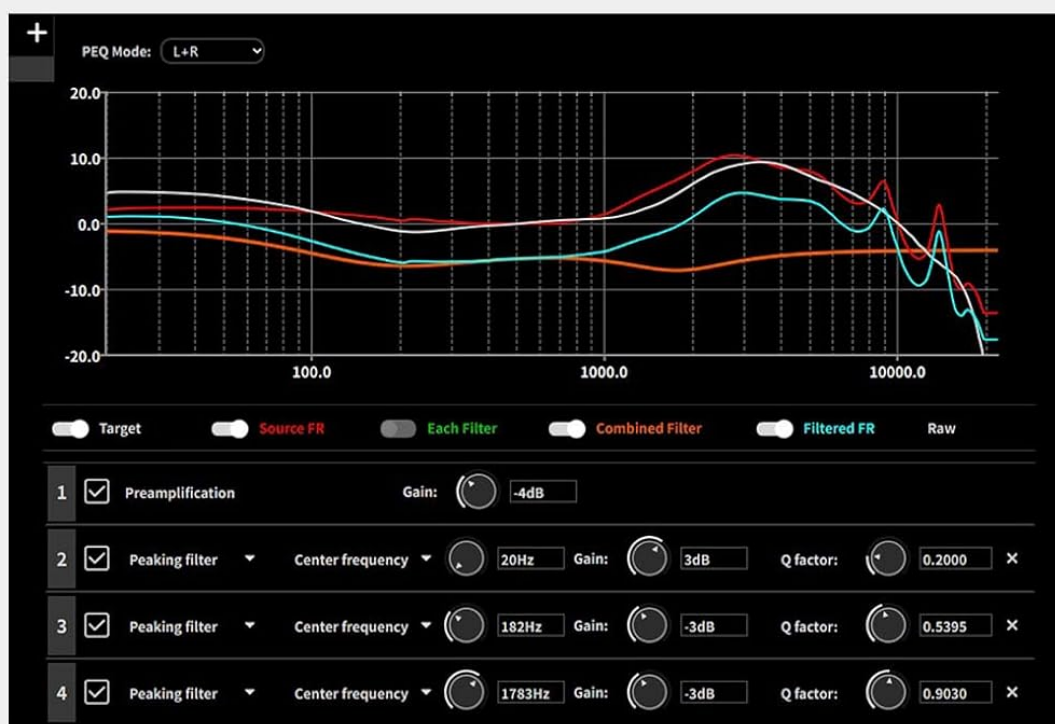 +
PEQ Mode: L+R
20.0
10.0
0.0
-10.0
-20.0
100.0 1000.0 10000.0
Target Source FR Each Filter Combined Filter Filtered FR Raw
1 Preamplification Gain: -4dB
2 Peaking filter Center frequency 20Hz Gain: 3dB Q factor: 0.2000 ×
3 Peaking filter Center frequency 182Hz Gain: -3dB Q factor: 0.5395 ×
4 Peaking filter Center frequency 1783Hz Gain: -3dB Q factor: 0.9030 ×